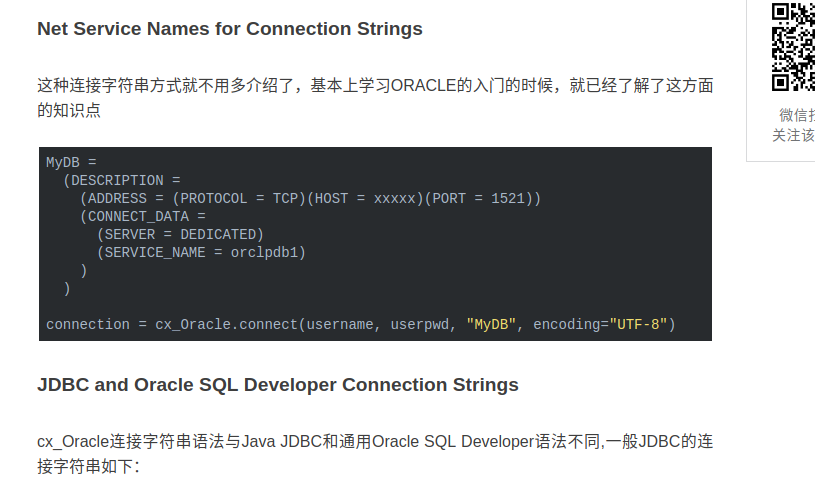 Net Service Names for Connection Strings
这种连接字符串方式就不用多介绍了，基本上学习ORACLE的入门的时候，就已经了解了这方面
的知识点
MyDB =
  (DESCRIPTION =
    (ADDRESS = (PROTOCOL = TCP)(HOST = xxxxx)(PORT = 1521))
    (CONNECT_DATA =
      (SERVER = DEDICATED)
      (SERVICE_NAME = orclpdb1)
    )
  )
connection = cx_Oracle.connect(username, userpwd, "MyDB", encoding="UTF-8")
JDBC and Oracle SQL Developer Connection Strings
cx_Oracle连接字符串语法与Java JDBC和通用Oracle SQL Developer语法不同,一般JDBC的连
接字符串如下：
微信扫
关注该